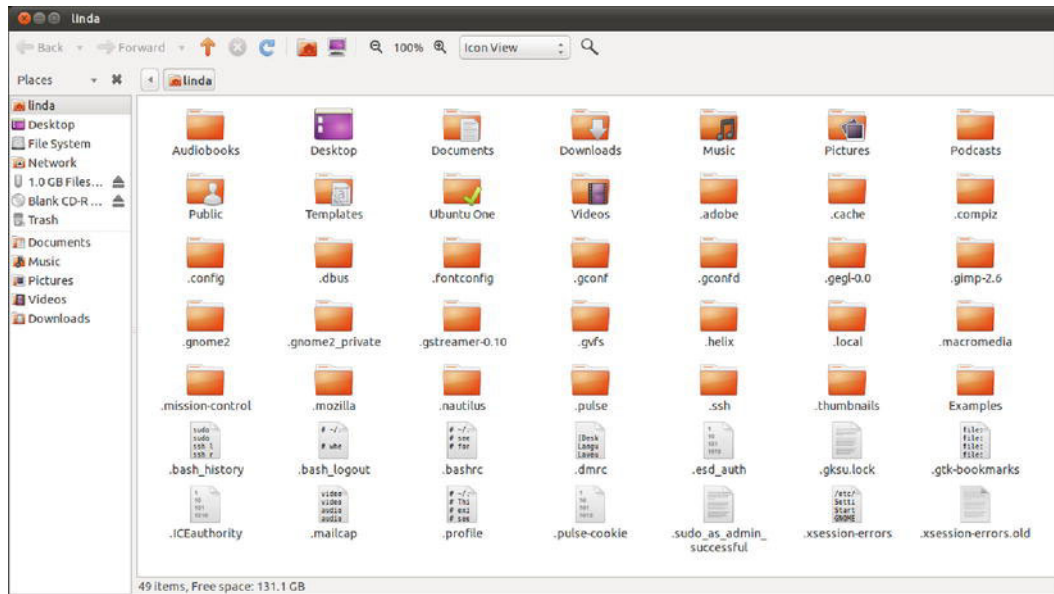 linda
Back Forward 100% Icon View
Places linda
linda
Desktop
File System
Network
1.0 GB Files...
Blank CD-R ...
Trash
Documents
Music
Pictures
Videos
Downloads
Audiobooks Desktop Documents Downloads Music Pictures Podcasts
Public Templates Ubuntu One Videos .adobe .cache .compiz
.config .dbus .fontconfig .gconf .gconfd .gegl-0.0 .gimp-2.6
.gnome2 .gnome2_private .gstreamer-0.10 .gvfs .helix .local .macromedia
.mission-control .mozilla .nautilus .pulse .ssh .thumbnails Examples
.bash_history .bash_logout .bashrc .dmrc .esd_auth .gksu.lock .gtk-bookmarks
.ICEauthority .mailcap .profile .pulse-cookie .sudo_as_admin_ .xsession-errors .xsession-errors.old
successful
49 items, Free space: 131.1 GB